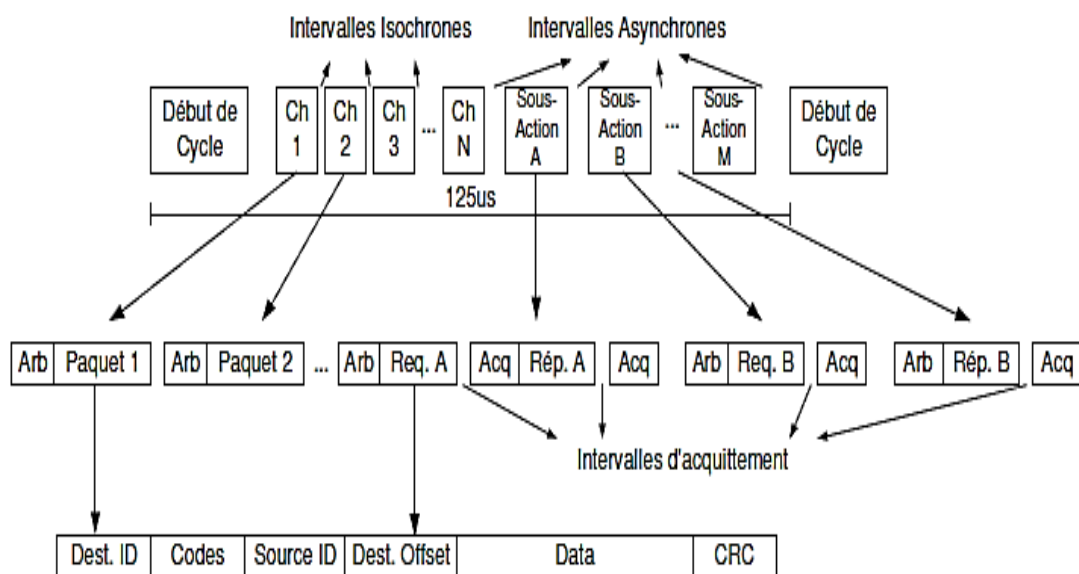 Intervalles Isochrones Intervalles Asynchrones
Début de Cycle
Ch 1
Ch 2
Ch 3
...
Ch N
Sous-Action A
Sous-Action B
...
Sous-Action M
Début de Cycle
125us
Arb Paquet 1 Arb Paquet 2 ... Arb Req. A Acq Rép. A Acq Arb Req. B Acq Arb Rép. B Acq
Intervalles d'acquittement
Dest. ID Codes Source ID Dest. Offset Data CRC